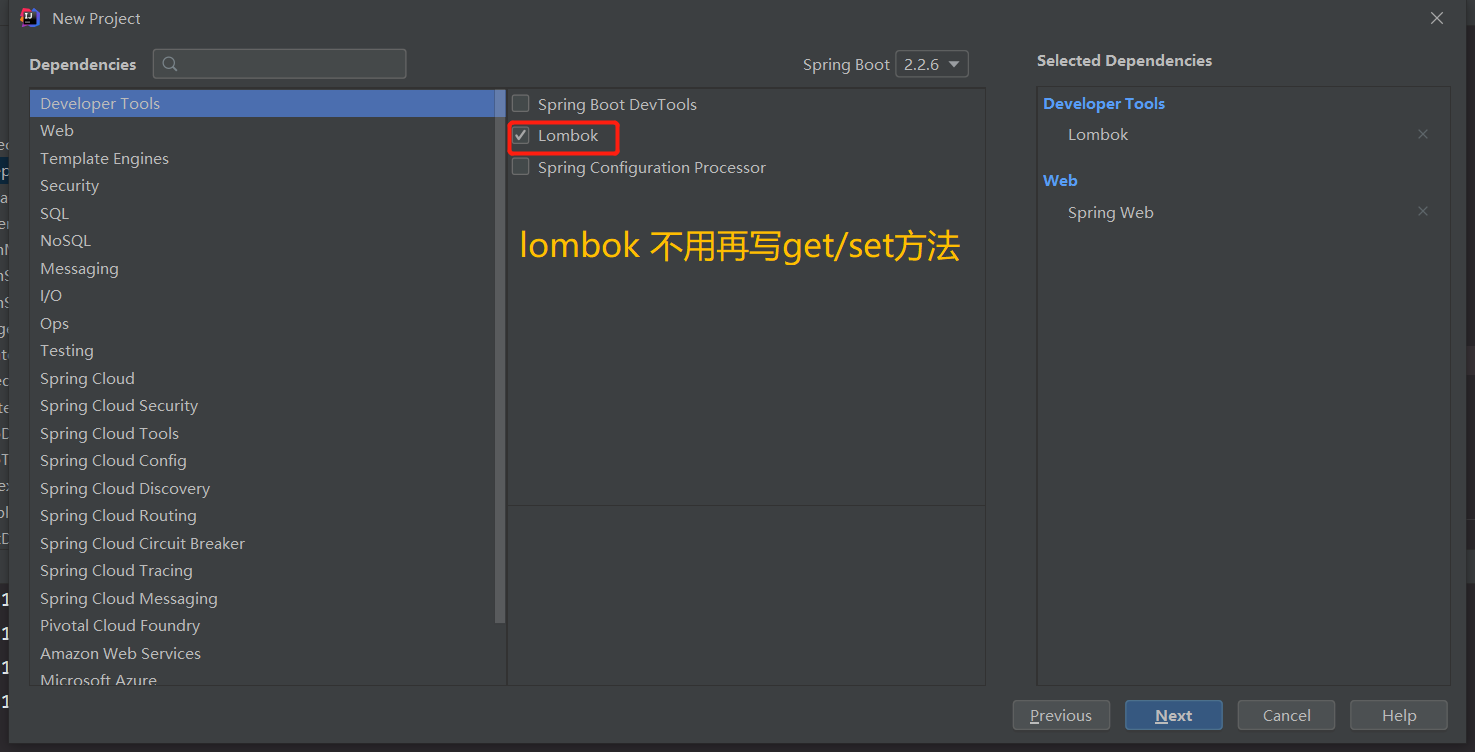 New Project
Dependencies
Spring Boot 2.2.6
Selected Dependencies
Developer Tools
Web
Template Engines
Security
SQL
NoSQL
Messaging
I/O
Ops
Testing
Spring Cloud
Spring Cloud Security
Spring Cloud Tools
Spring Cloud Config
Spring Cloud Discovery
Spring Cloud Routing
Spring Cloud Circuit Breaker
Spring Cloud Tracing
Spring Cloud Messaging
Pivotal Cloud Foundry
Amazon Web Services
Microsoft Azure
Spring Boot DevTools
Lombok
Spring Configuration Processor
lombok 不用再写get/set方法
Developer Tools
Lombok
Web
Spring Web
Previous
Next
Cancel
Help